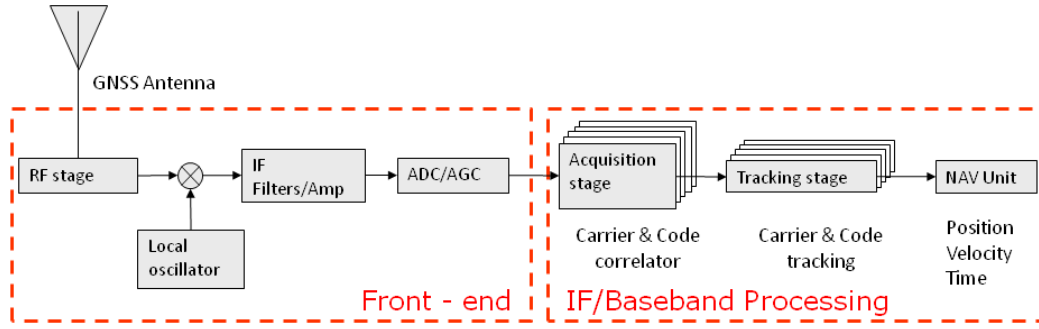 GNSS Antenna
RF stage
IF
Filters/Amp
ADC/AGC
Local
oscillator
Front - end
Acquisition
stage
Tracking stage
NAV Unit
Carrier & Code
correlator
Carrier & Code
tracking
Position
Velocity
Time
IF/Baseband Processing